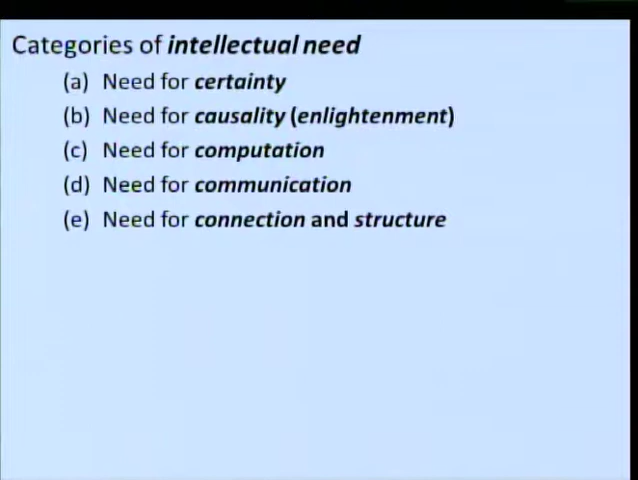 Categories of intellectual need
(a) Need for certainty
(b) Need for causality (enlightenment)
(c) Need for computation
(d) Need for communication
(e) Need for connection and structure